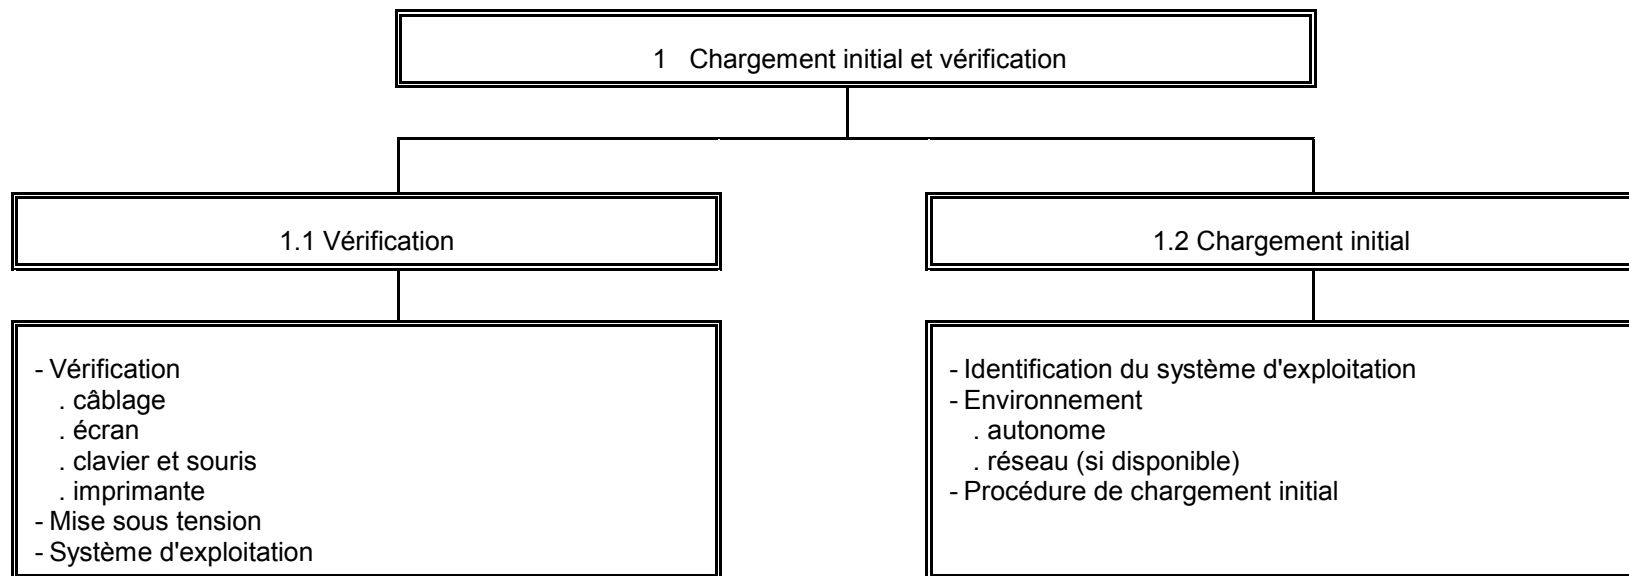 1 Chargement initial et vérification
1.1 Vérification
- Vérification
. câblage
. écran
. clavier et souris
. imprimante
- Mise sous tension
- Système d'exploitation
1.2 Chargement initial
- Identification du système d'exploitation
- Environnement
. autonome
. réseau (si disponible)
- Procédure de chargement initial